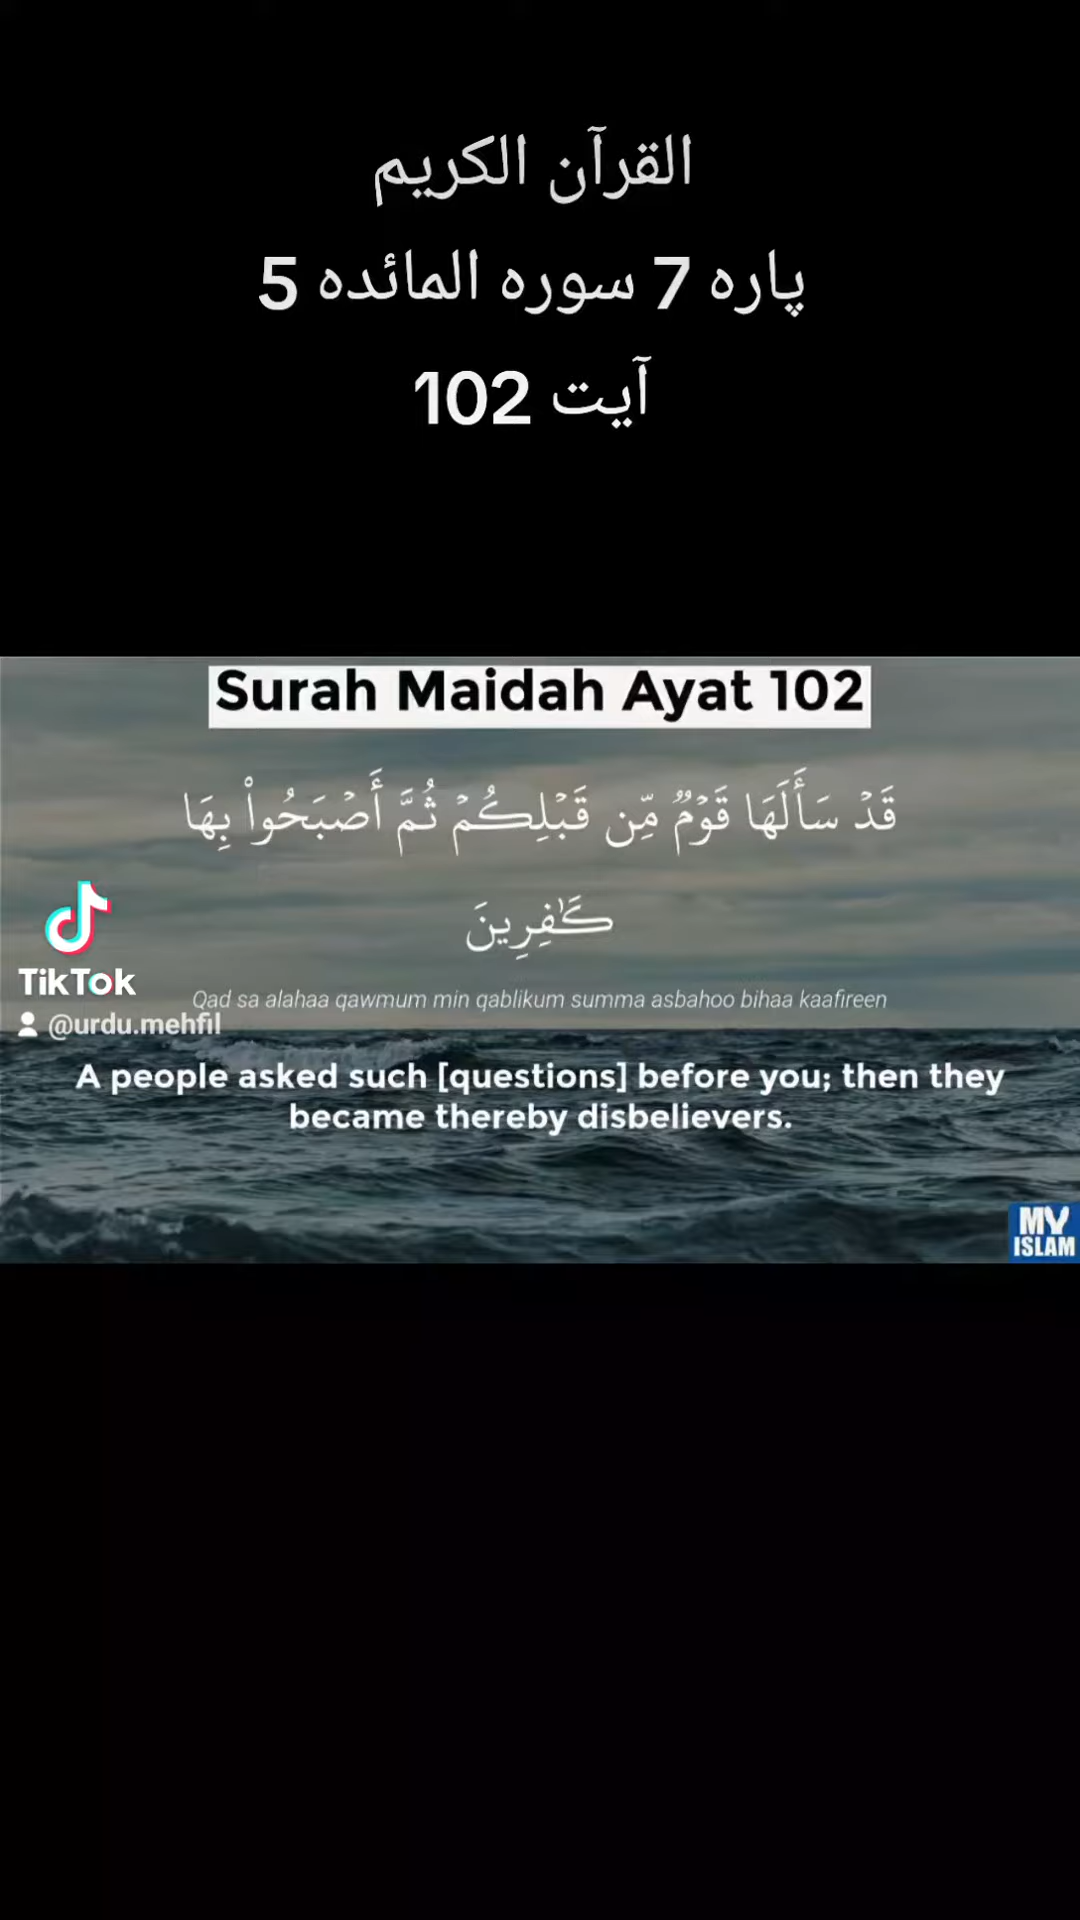 القرآن الكريم
پاره 7 سوره المائده 5
آیت 102
Surah Maidah Ayat 102
قَدۡ سَأَلَهَا قَوۡمٞ مِّن قَبۡلِكُمۡ ثُمَّ أَصۡبَحُواْ بِهَا
كَٰفِرِينَ
TikTok
Qad sa alahaa qawmum min qablikum summa asbahoo bihaa kaafireen
@urdu.mehfil
A people asked such [questions] before you; then they
became thereby disbelievers.
MY
ISLAM